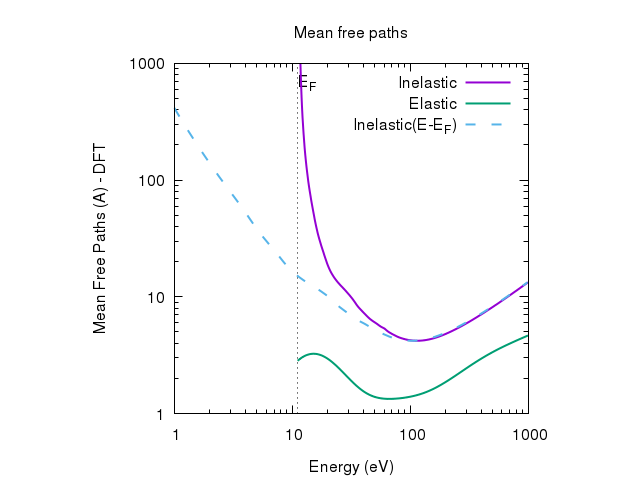 Mean free paths
1000
100
10
1
Mean Free Paths (A) - DFT
E_F
Inelastic
Elastic
Inelastic(E-E_F)
1 10 100 1000
Energy (eV)